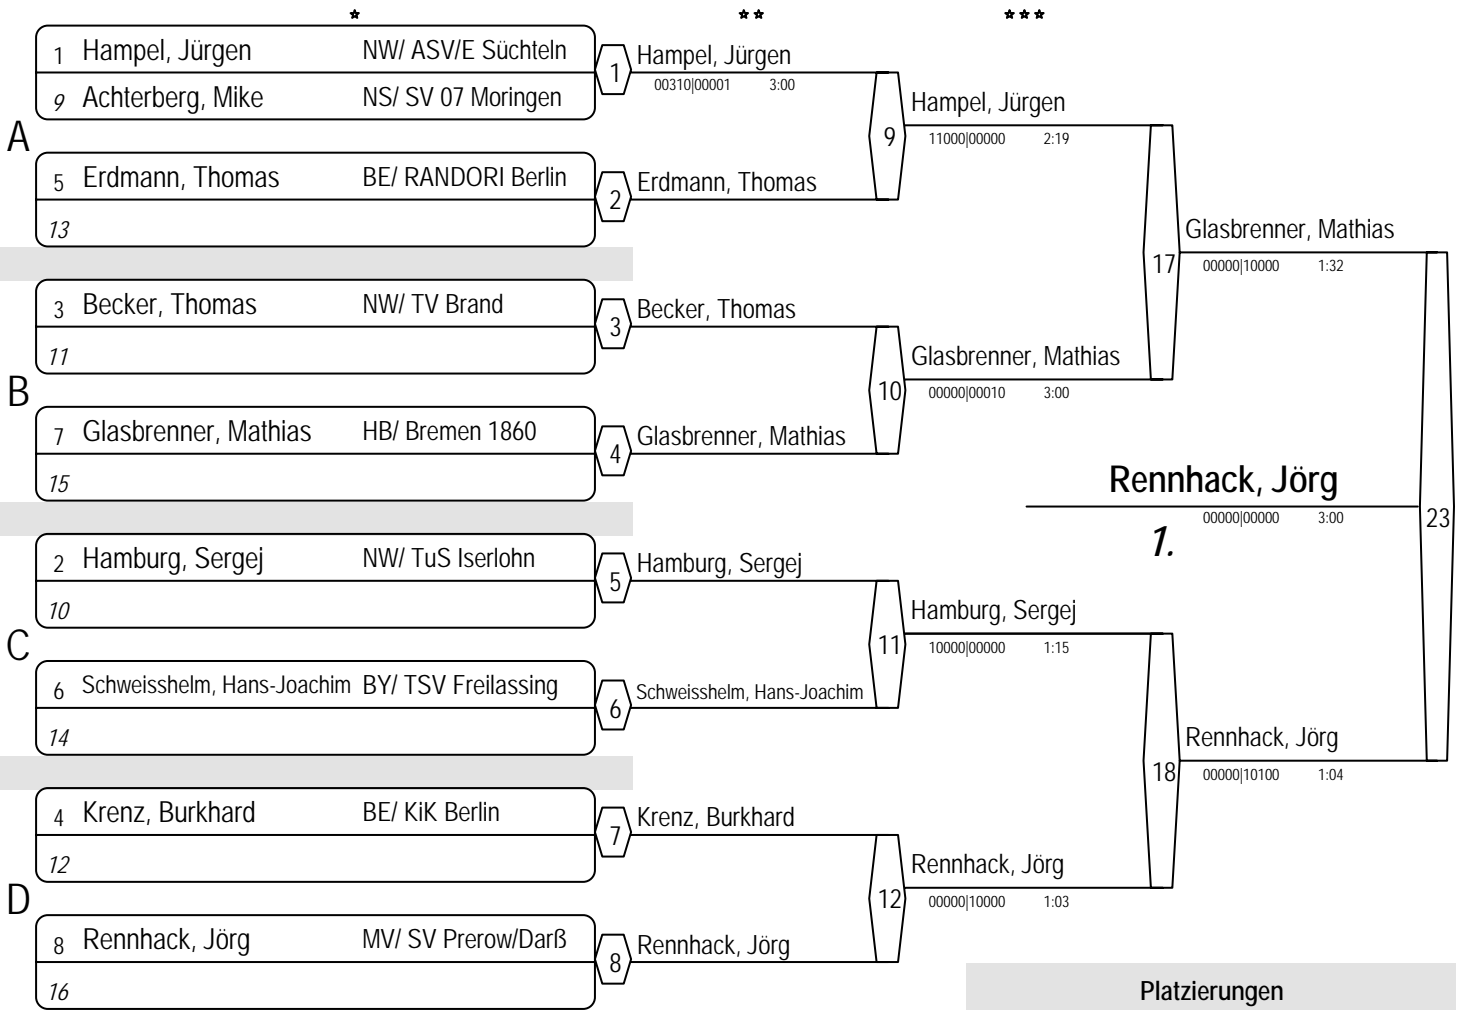 1 Hampel, Jürgen NW/ ASV/E Süchteln
9 Achterberg, Mike NS/ SV 07 Moringen
A
5 Erdmann, Thomas BE/ RANDORI Berlin
13
3 Becker, Thomas NW/ TV Brand
11
B
7 Glasbrenner, Mathias HB/ Bremen 1860
15
2 Hamburg, Sergej NW/ TuS Iserlohn
10
C
6 Schweisshelm, Hans-Joachim BY/ TSV Freilassing
14
4 Krenz, Burkhard BE/ KiK Berlin
12
D
8 Rennhack, Jörg MV/ SV Prerow/Darß
16
1 Hampel, Jürgen
00310|00001 3:00
2 Erdmann, Thomas
3 Becker, Thomas
4 Glasbrenner, Mathias
5 Hamburg, Sergej
6 Schweisshelm, Hans-Joachim
7 Krenz, Burkhard
8 Rennhack, Jörg
9 Hampel, Jürgen
11000|00000 2:19
10 Glasbrenner, Mathias
00000|00010 3:00
11 Hamburg, Sergej
10000|00000 1:15
12 Rennhack, Jörg
00000|10000 1:03
17 Glasbrenner, Mathias
00000|10000 1:32
18 Rennhack, Jörg
00000|10100 1:04
Rennhack, Jörg
23
00000|00000 3:00
1.
Platzierungen